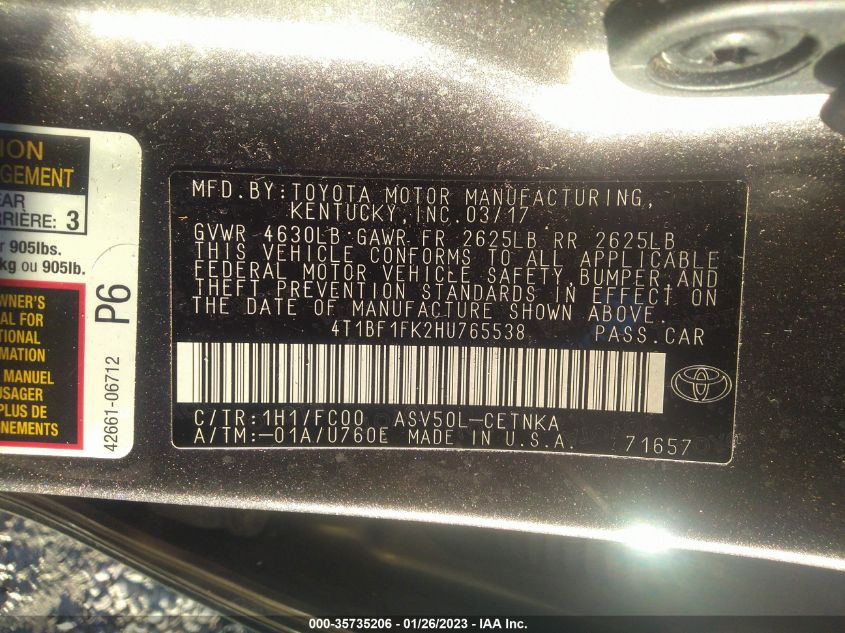 ION
GEMENT
EAR
RRIÈRE: 3
r 905lbs.
kg ou 905lb.
WNER'S
AL FOR
TIONAL
RMATION
MANUEL
USAGER
PLUS DE
GNEMENTS
P6
42661-06712
MFD.BY:TOYOTA MOTOR MANUFACTURING,
KENTUCKY,INC.03/17
GVWR 4630LB GAWR FR 2625LB RR 2625LB
THIS VEHICLE CONFORMS TO ALL APPLICABLE
FEDERAL MOTOR VEHICLE SAFETY,BUMPER,AND
THEFT PREVENTION STANDARDS IN EFFECT ON
THE DATE OF MANUFACTURE SHOWN ABOVE.
4T1BF1FK2HU765538 PASS.CAR
C/TR:1H1/FC00 ASV50L-CETNKA
A/TM:-01A/U760E MADE IN U.S.A. 71657
000-35735206 - 01/26/2023 - IAA Inc.